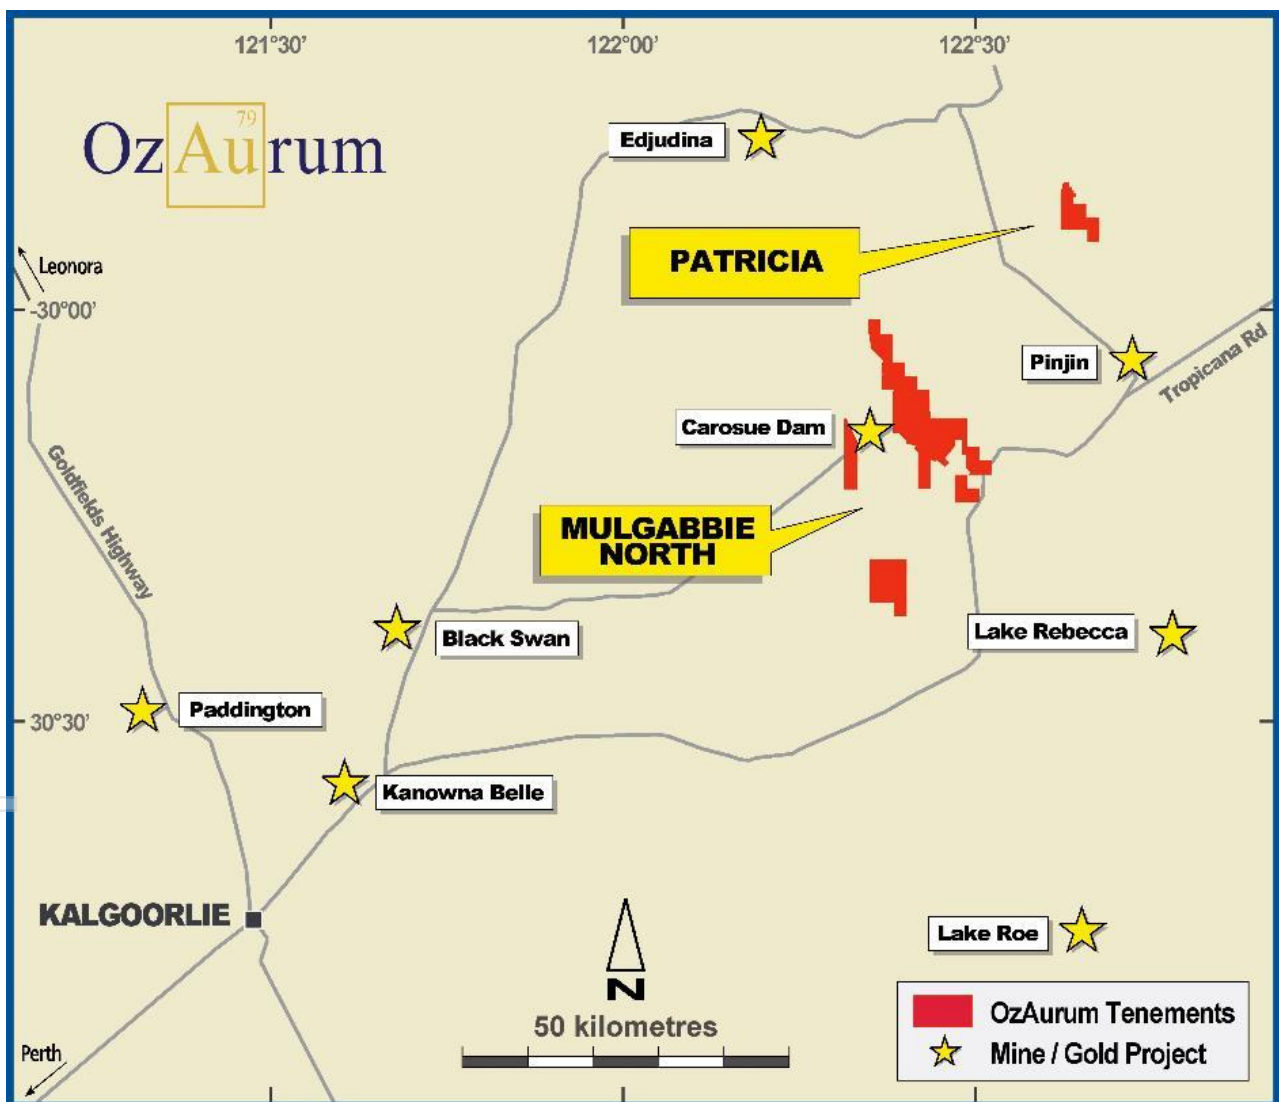 121°30’
122°00’
122°30’
79
OzAurum
Edjudina
PATRICIA
Leonora
-30°00’
Pinjin
Tropicana Rd
Carosue Dam
Goldfields Highway
MULGABBIE
NORTH
Black Swan
Lake Rebecca
Paddington
30°30’
Kanowna Belle
KALGOORLIE
Lake Roe
N
50 kilometres
OzAurum Tenements
Mine / Gold Project
Perth